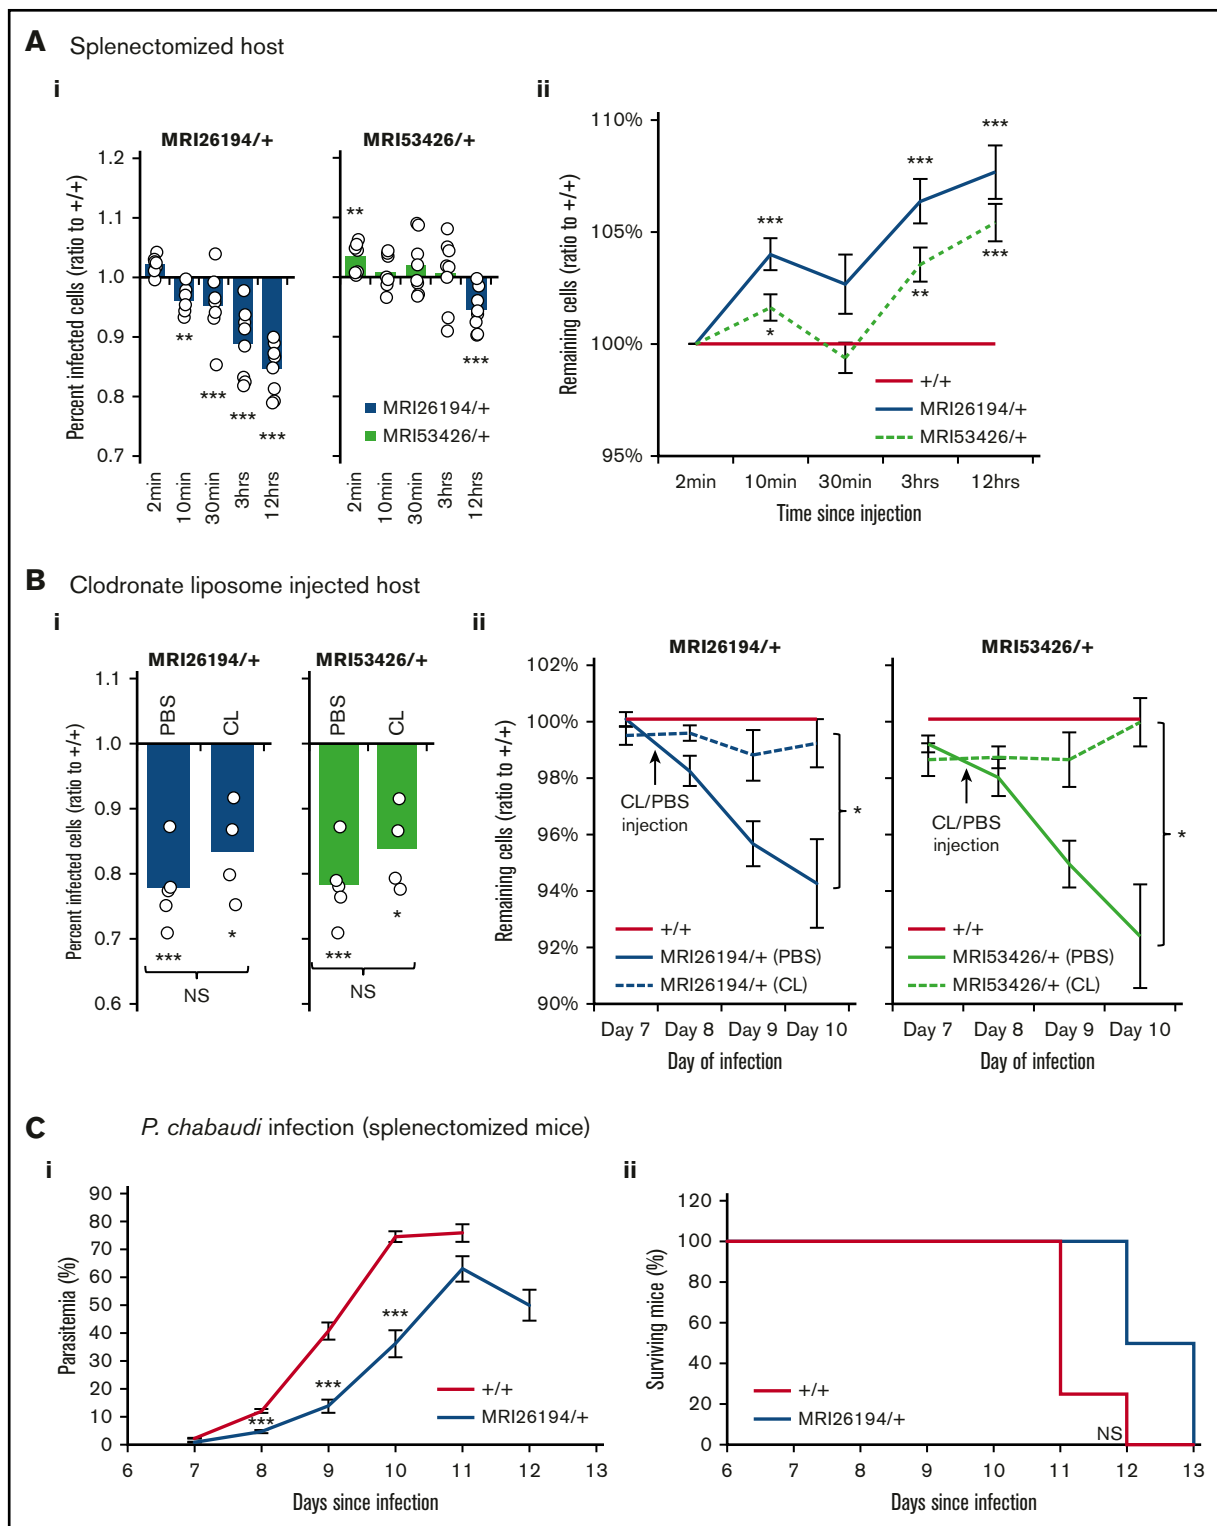 A Splenectomized host
i
MRI26194/+
MRI53426/+
Percent infected cells (ratio to +/+)
1.2
1.1
1.0
0.9
0.8
0.7
**
***
***
***
**
***
MRI26194/+
MRI53426/+
2min
10min
30min
3hrs
12hrs
2min
10min
30min
3hrs
12hrs
ii
Remaining cells (ratio to +/+)
110%
105%
100%
95%
***
***
***
*
**
***
+/+
MRI26194/+
MRI53426/+
2min 10min 30min 3hrs 12hrs
Time since injection
B Clodronate liposome injected host
i
MRI26194/+
MRI53426/+
Percent infected cells (ratio to +/+)
1.1
1.0
0.9
0.8
0.7
0.6
PBS
CL
PBS
CL
***
*
NS
***
*
NS
ii
MRI26194/+
MRI53426/+
Remaining cells (ratio to +/+)
102%
100%
98%
96%
94%
92%
90%
CL/PBS
injection
*
+/+
MRI26194/+ (PBS)
MRI26194/+ (CL)
Day 7 Day 8 Day 9 Day 10
Day of infection
CL/PBS
injection
*
+/+
MRI53426/+ (PBS)
MRI53426/+ (CL)
Day 7 Day 8 Day 9 Day 10
Day of infection
C P. chabaudi infection (splenectomized mice)
i
Parasitemia (%)
90
80
70
60
50
40
30
20
10
0
***
***
***
+/+
MRI26194/+
6 7 8 9 10 11 12 13
Days since infection
ii
Surviving mice (%)
120
100
80
60
40
20
0
+/+
MRI26194/+
NS
6 7 8 9 10 11 12 13
Days since infection